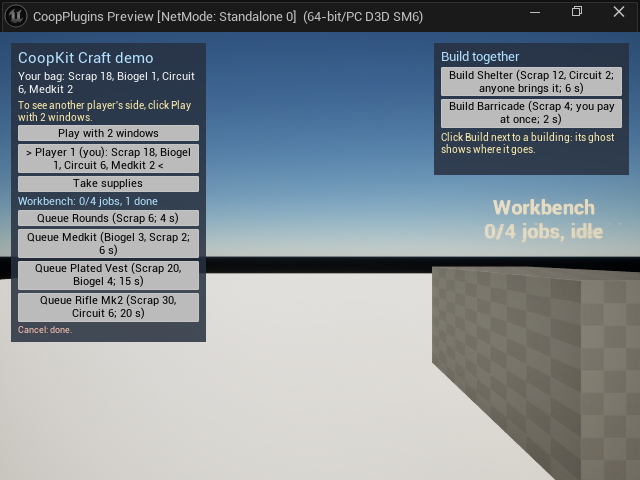 CoopPlugins Preview [NetMode: Standalone 0] (64-bit/PC D3D SM6)
CoopKit Craft demo
Your bag: Scrap 18, Biogel 1, Circuit
6, Medkit 2
To see another player's side, click Play
with 2 windows.
Play with 2 windows
> Player 1 (you): Scrap 18, Biogel
1, Circuit 6, Medkit 2 <
Take supplies
Workbench: 0/4 jobs, 1 done
Queue Rounds (Scrap 6; 4 s)
Queue Medkit (Biogel 3, Scrap 2;
6 s)
Queue Plated Vest (Scrap 20,
Biogel 4; 15 s)
Queue Rifle Mk2 (Scrap 30,
Circuit 6; 20 s)
Cancel: done.
Build together
Build Shelter (Scrap 12, Circuit 2;
anyone brings it; 6 s)
Build Barricade (Scrap 4; you pay
at once; 2 s)
Click Build next to a building: its ghost
shows where it goes.
Workbench
0/4 jobs, idle